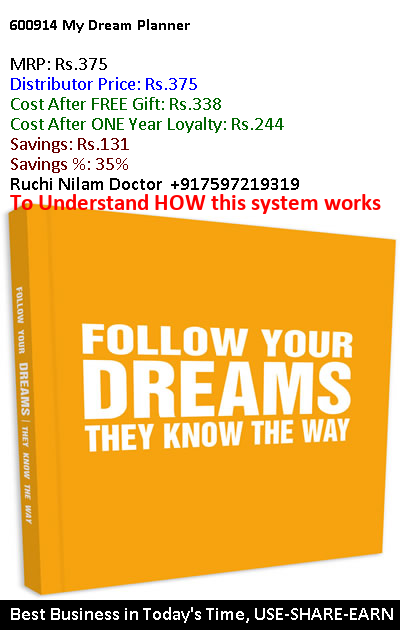 600914 My Dream Planner
MRP: Rs.375
Distributor Price: Rs.375
Cost After FREE Gift: Rs.338
Cost After ONE Year Loyalty: Rs.244
Savings: Rs.131
Savings %: 35%
Ruchi Nilam Doctor +917597219319
To Understand HOW this system works
FOLLOW YOUR DREAMS | THEY KNOW THE WAY
FOLLOW YOUR
DREAMS
THEY KNOW THE WAY
Best Business in Today's Time, USE-SHARE-EARN